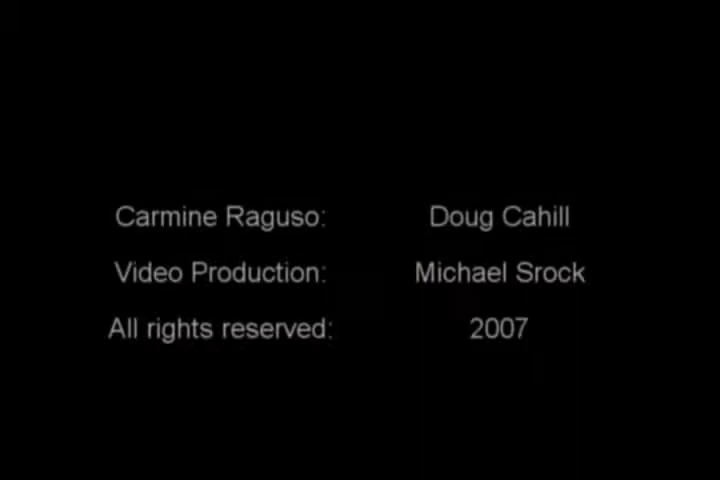 Carmine Raguso: Doug Cahill
Video Production: Michael Srock
All rights reserved: 2007